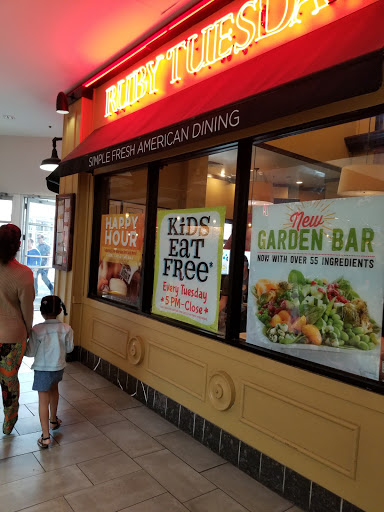 RUBY TUESDA
SIMPLE FRESH AMERICAN DINING
HAPPY
HOUR
KiDS
EaT
FREE*
Every Tuesday
5 PM-Close
New
GARDEN BAR
NOW WITH OVER 55 INGREDIENTS